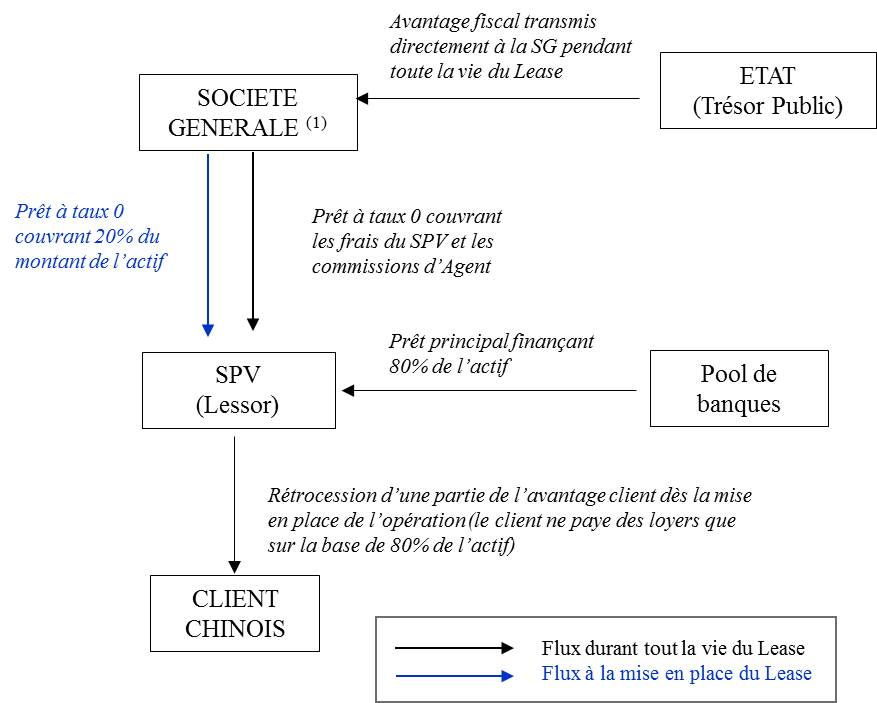 Avantage fiscal transmis
directement à la SG pendant
toute la vie du Lease
SOCIETE
GENERALE (1)
ETAT
(Trésor Public)
Prêt à taux 0
couvrant 20% du
montant de l’actif
Prêt à taux 0 couvrant
les frais du SPV et les
commissions d’Agent
Prêt principal finançant
80% de l’actif
SPV
(Lessor)
Pool de
banques
Rétrocession d’une partie de l’avantage client dès la mise
en place de l’opération (le client ne paye des loyers que
sur la base de 80% de l’actif)
CLIENT
CHINOIS
Flux durant tout la vie du Lease
Flux à la mise en place du Lease